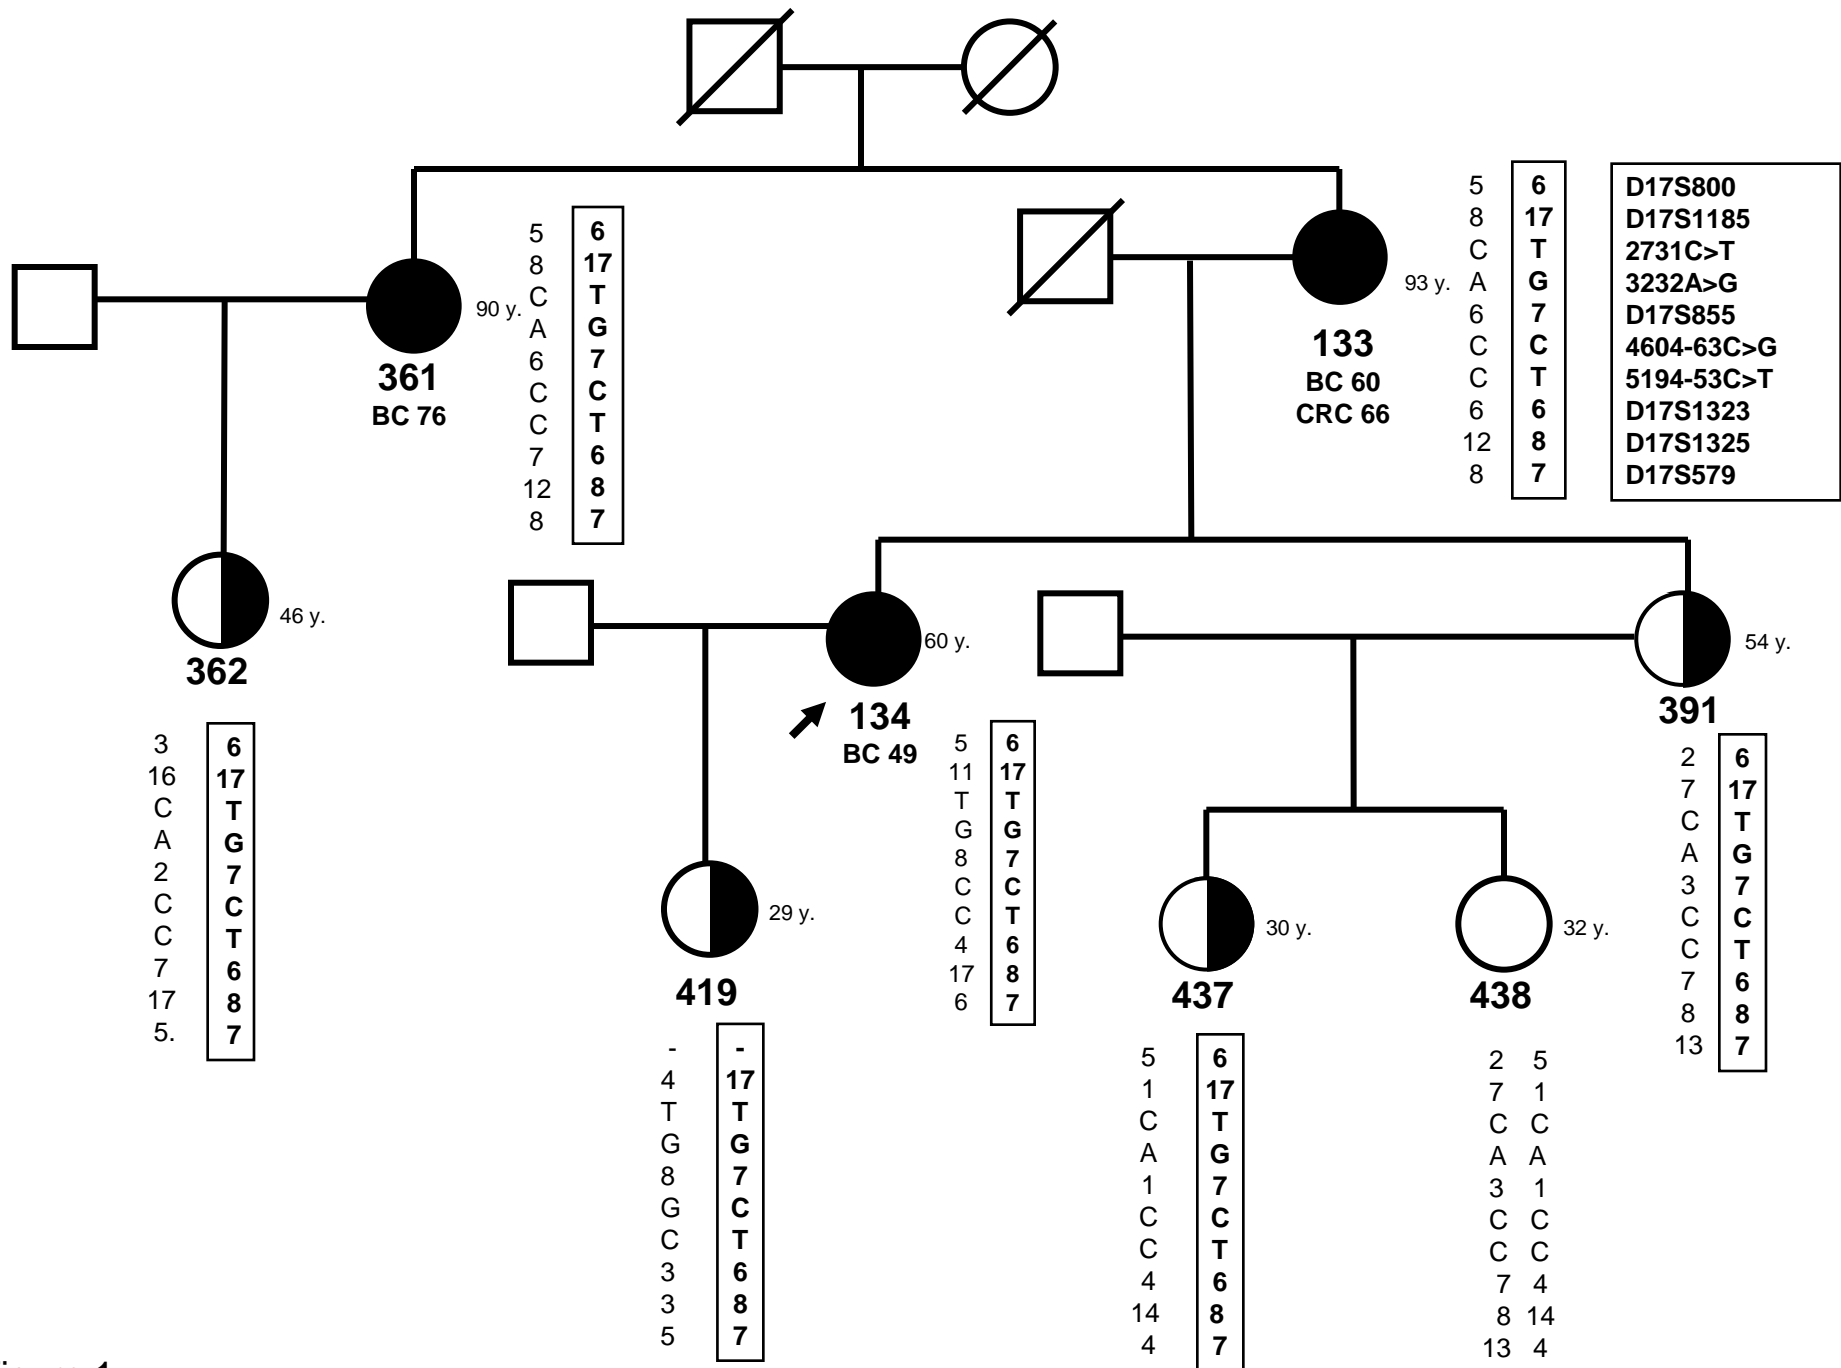 5 6
8 17
C T
A G
6 7
C C
C T
6 6
12 8
8 7
D17S800
D17S1185
2731C>T
3232A>G
D17S855
4604-63C>G
5194-53C>T
D17S1323
D17S1325
D17S579
93 y.
133
BC 60
CRC 66
90 y.
361
BC 76
5 6
8 17
C T
A G
6 7
C C
C T
7 6
12 8
8 7
46 y.
362
3 6
16 17
C T
A G
2 7
C C
C T
7 6
17 8
5. 7
60 y.
134
BC 49
5 6
11 17
T T
G G
8 7
C C
C T
4 6
17 8
6 7
54 y.
391
2 6
7 17
C T
A G
3 7
C C
C T
7 6
8 8
13 7
29 y.
419
- -
4 17
T T
G G
8 7
G C
C T
3 6
3 8
5 7
30 y.
437
5 6
1 17
C T
A G
1 7
C C
C T
4 6
14 8
4 7
32 y.
438
2 5
7 1
C C
A A
3 1
C C
C C
7 4
8 14
13 4